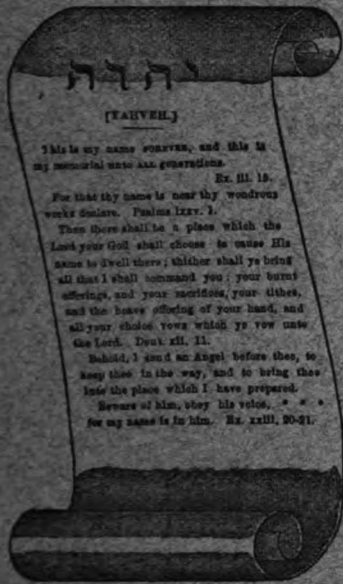 יהוה
[YAHVEH.]
This is my name FOREVER, and this is
my memorial unto ALL generations.
Ex. iii. 15.
For that thy name is near thy wondrous
works declare. Psalms lxxv. 1.
Then there shall be a place which the
Lord your God shall choose to cause His
name to dwell there; thither shall ye bring
all that I shall command you; your burnt
offerings, and your sacrifices, your tithes,
and the heave offering of your hand, and
all your choice vows which ye vow unto
the Lord. Deut. xii, 11.
Behold, I send an Angel before thee, to
keep thee in the way, and to bring thee
into the place which I have prepared.
Beware of him, obey his voice, * * *
for my name is in him. Ex. xxiii, 20-21.